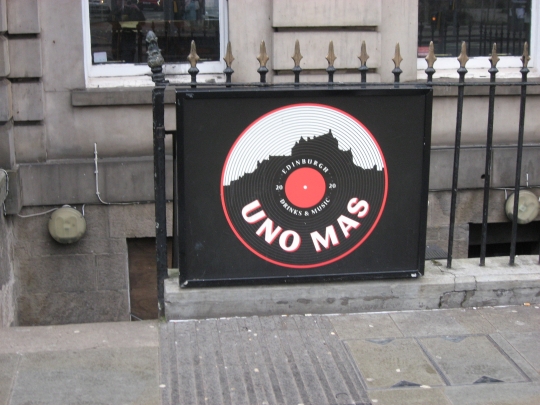 EDINBURGH
20 20
DRINKS & MUSIC
UNO MAS